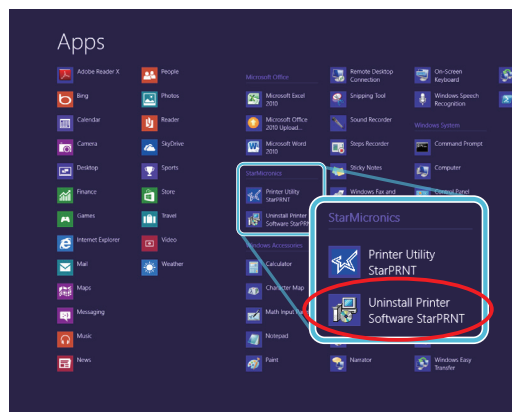 Apps
Adobe Reader X
Bing
Calendar
Camera
Desktop
Finance
Games
Internet Explorer
Mail
Maps
Messaging
Music
News
People
Photos
Reader
SkyDrive
Sports
Store
Travel
Video
Weather
Microsoft Office
Microsoft Excel
2010
Microsoft Office
2010 Upload...
Microsoft Word
2010
StarMicronics
Printer Utility
StarPRNT
Uninstall Printer
Software StarPRNT
Windows Accessories
Calculator
Character Map
Math Input
Notepad
Paint
Remote Desktop
Connection
Snipping Tool
Sound Recorder
Steps Recorder
Sticky Notes
Windows Fax and
Narrator
On-Screen
Keyboard
Windows Speech
Recognition
Windows System
Command Prompt
Computer
Control Panel
Windows Easy
Transfer
StarMicronics
Printer Utility
StarPRNT
Uninstall Printer
Software StarPRNT